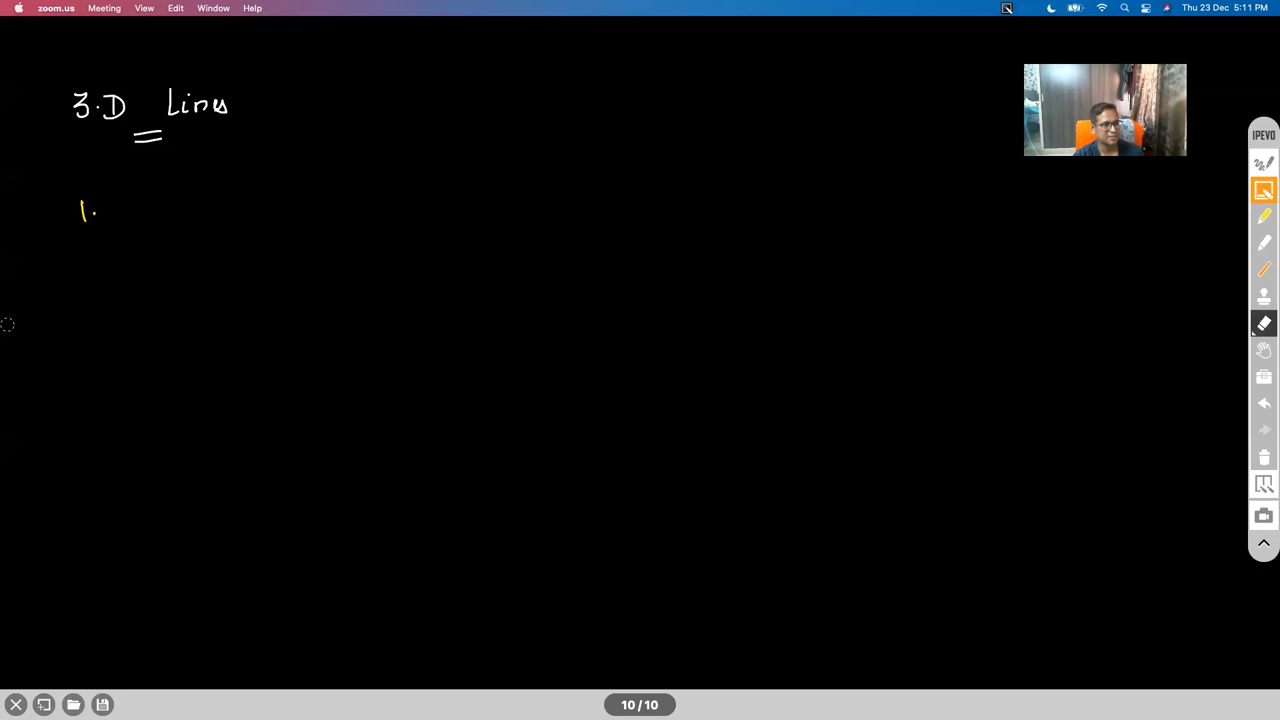 zoom.us Meeting View Edit Window Help Thu 23 Dec 5:11 PM
3.D Lines
IPEVO
1.
10/10